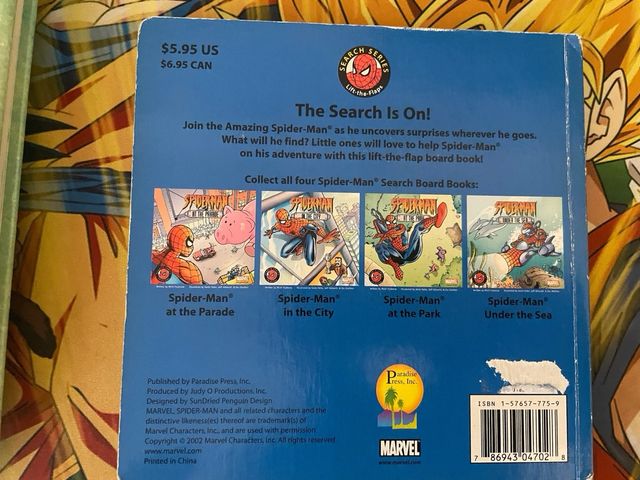 $5.95 US
$6.95 CAN
SEARCH SERIES
Lift-the-Flaps
The Search Is On!
Join the Amazing Spider-Man® as he uncovers surprises wherever he goes.
What will he find? Little ones will love to help Spider-Man®
on his adventure with this lift-the-flap board book!
Collect all four Spider-Man® Search Board Books:
SPIDER-MAN
SPIDER-MAN
SPIDER-MAN
SPIDER-MAN
Spider-Man®
at the Parade
Spider-Man®
in the City
Spider-Man®
at the Park
Spider-Man®
Under the Sea
Published by Paradise Press, Inc.
Produced by Judy O Productions, Inc.
Designed by SunDried Penguin Design
MARVEL, SPIDER-MAN and all related characters and the
distinctive likeness(es) thereof are trademark(s) of
Marvel Characters, Inc., and are used with permission.
Copyright © 2002 Marvel Characters, Inc. All rights reserved
www.marvel.com
Printed in China
Paradise
Press, Inc.
MARVEL
www.marvel.com
ISBN 1-57657-775-9
7 86943 04702 8